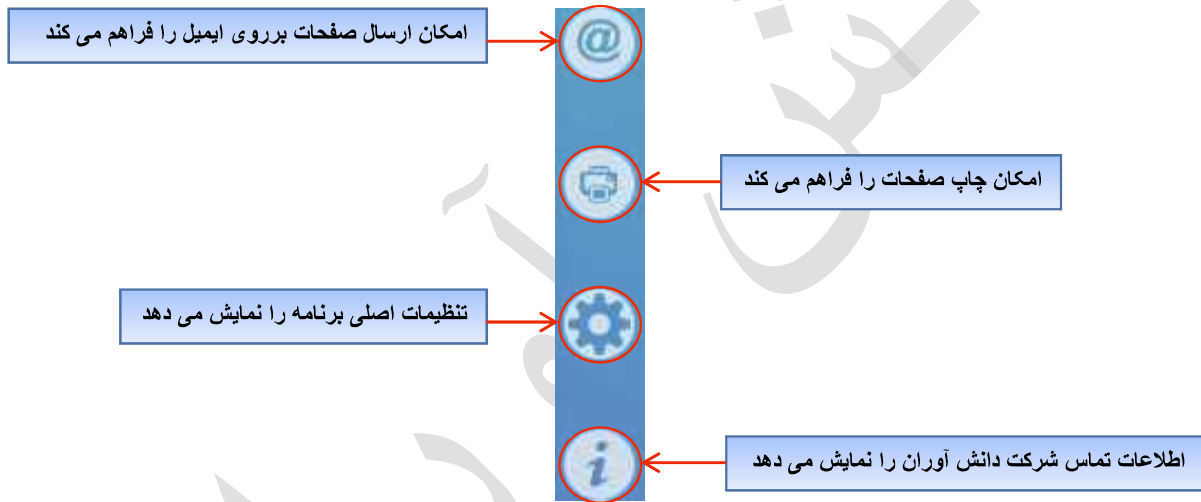 امکان ارسال صفحات برروی ایمیل را فراهم می کند
@
امکان چاپ صفحات را فراهم می کند
تنظیمات اصلی برنامه را نمایش می دهد
اطلاعات تماس شرکت دانش آوران را نمایش می دهد
i